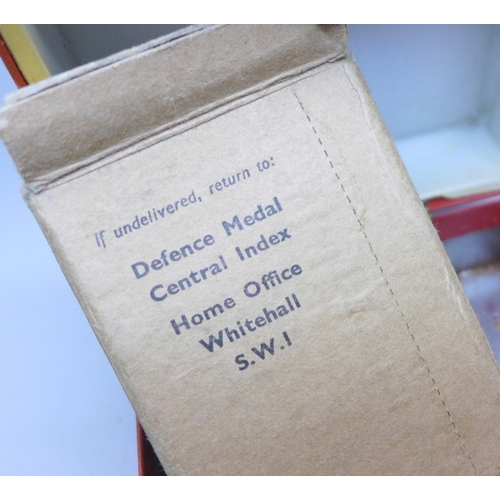 If undelivered, return to:
Defence Medal
Central Index
Home Office
Whitehall
S.W.1